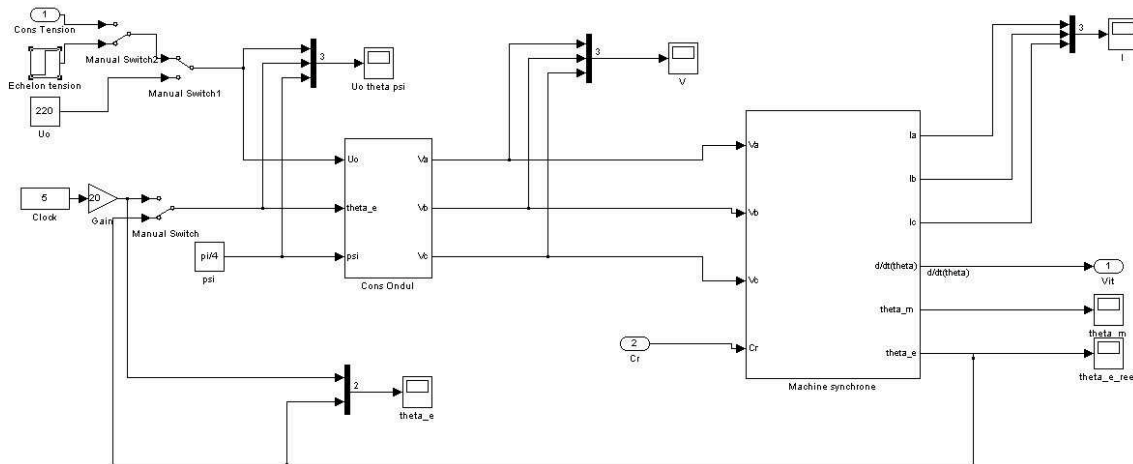 1
Cons Tension
Manual Switch2
Echelon tension
Manual Switch1
220
Uo
3
Uo theta psi
3
V
3
I
5
Clock
20
Gain
Manual Switch
pi/4
psi
Uo
theta_e
psi
Va
Vb
Vc
Cons Ondul
Va
Vb
Vc
Cr
Ia
Ib
Ic
d/dt(theta)
theta_m
theta_e
Machine synchrone
d/dt(theta)
1
Vit
theta_m
theta_e_ree
2
Cr
2
theta_e